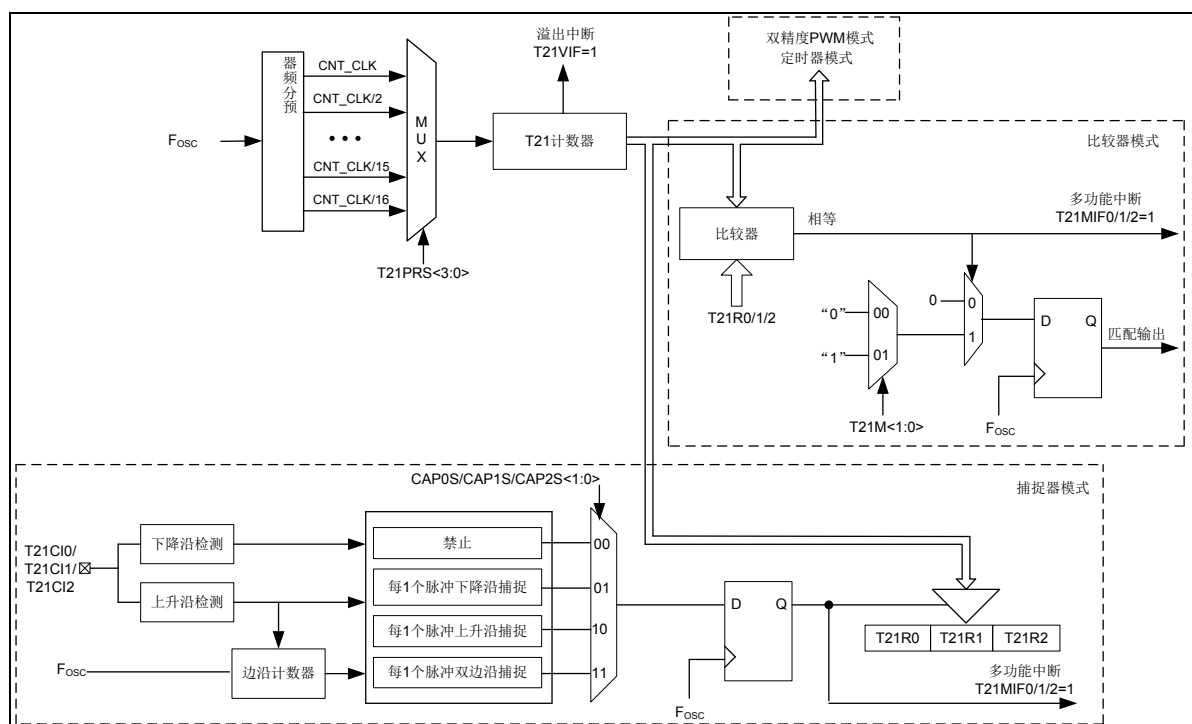 器频分预
F_OSC
CNT_CLK
CNT_CLK/2
• • •
CNT_CLK/15
CNT_CLK/16
MUX
T21PRS<3:0>
溢出中断
T21VIF=1
T21计数器
双精度PWM模式
定时器模式
比较器模式
比较器
相等
多功能中断
T21MIF0/1/2=1
T21R0/1/2
“0”
00
“1”
01
T21M<1:0>
0
0
1
D
Q
匹配输出
F_OSC
捕捉器模式
CAP0S/CAP1S/CAP2S<1:0>
T21CI0/
T21CI1/
T21CI2
下降沿检测
上升沿检测
F_OSC
边沿计数器
禁止
每1个脉冲下降沿捕捉
每1个脉冲上升沿捕捉
每1个脉冲双边沿捕捉
00
01
10
11
D
Q
F_OSC
T21R0
T21R1
T21R2
多功能中断
T21MIF0/1/2=1